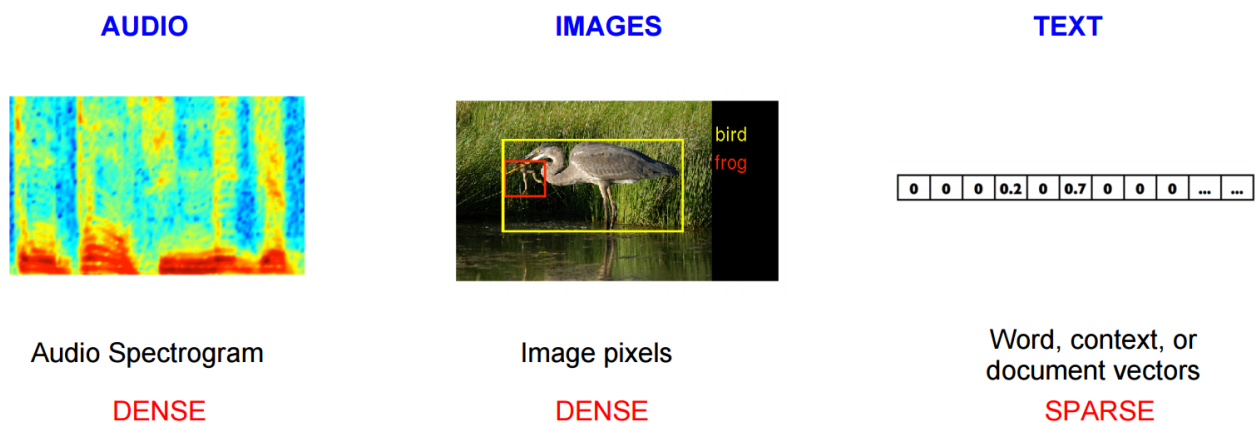 AUDIO
IMAGES
TEXT
bird
frog
0 0 0 0.2 0 0.7 0 0 0 ... ...
Audio Spectrogram
Image pixels
Word, context, or
document vectors
DENSE
DENSE
SPARSE